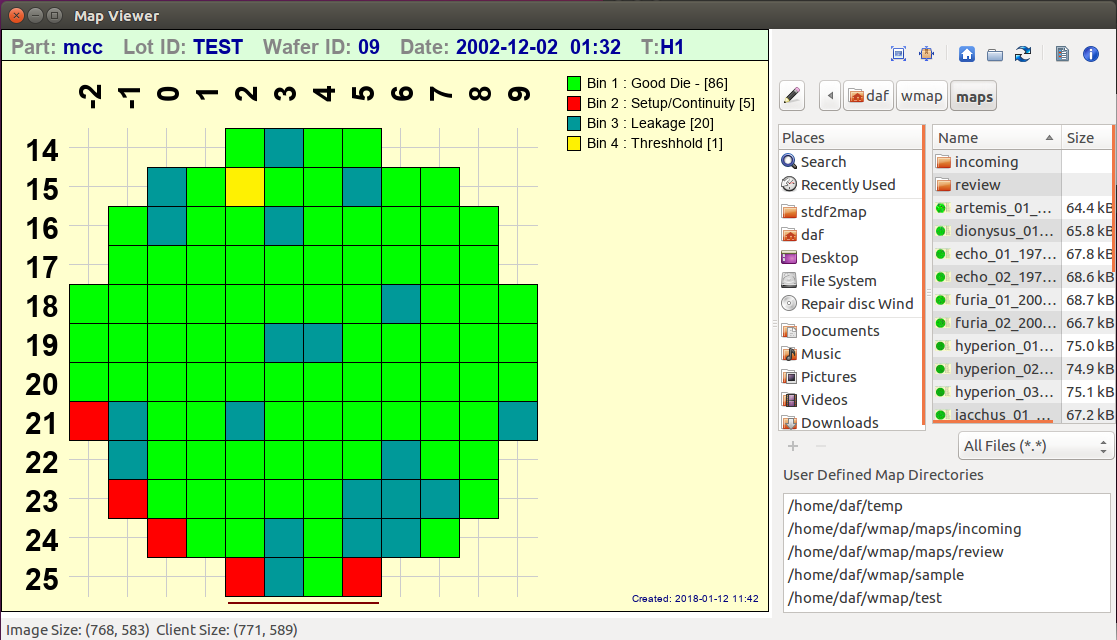 Map Viewer
Part: mcc Lot ID: TEST Wafer ID: 09 Date: 2002-12-02 01:32 T:H1
-2 -1 0 1 2 3 4 5 6 7 8 9
Bin 1 : Good Die - [86]
Bin 2 : Setup/Continuity [5]
Bin 3 : Leakage [20]
Bin 4 : Threshhold [1]
14
15
16
17
18
19
20
21
22
23
24
25
Created: 2018-01-12 11:42
daf wmap maps
Places
Search
Recently Used
stdf2map
daf
Desktop
File System
Repair disc Wind
Documents
Music
Pictures
Videos
Downloads
Name Size
incoming
review
artemis_01_... 64.4 kB
dionysus_01... 65.8 kB
echo_01_197... 67.8 kB
echo_02_197... 68.6 kB
furia_01_200... 68.7 kB
furia_02_200... 66.7 kB
hyperion_01... 75.0 kB
hyperion_02... 74.9 kB
hyperion_03... 75.1 kB
iacchus_01_... 67.2 kB
All Files (*.*)
User Defined Map Directories
/home/daf/temp
/home/daf/wmap/maps/incoming
/home/daf/wmap/maps/review
/home/daf/wmap/sample
/home/daf/wmap/test
Image Size: (768, 583) Client Size: (771, 589)